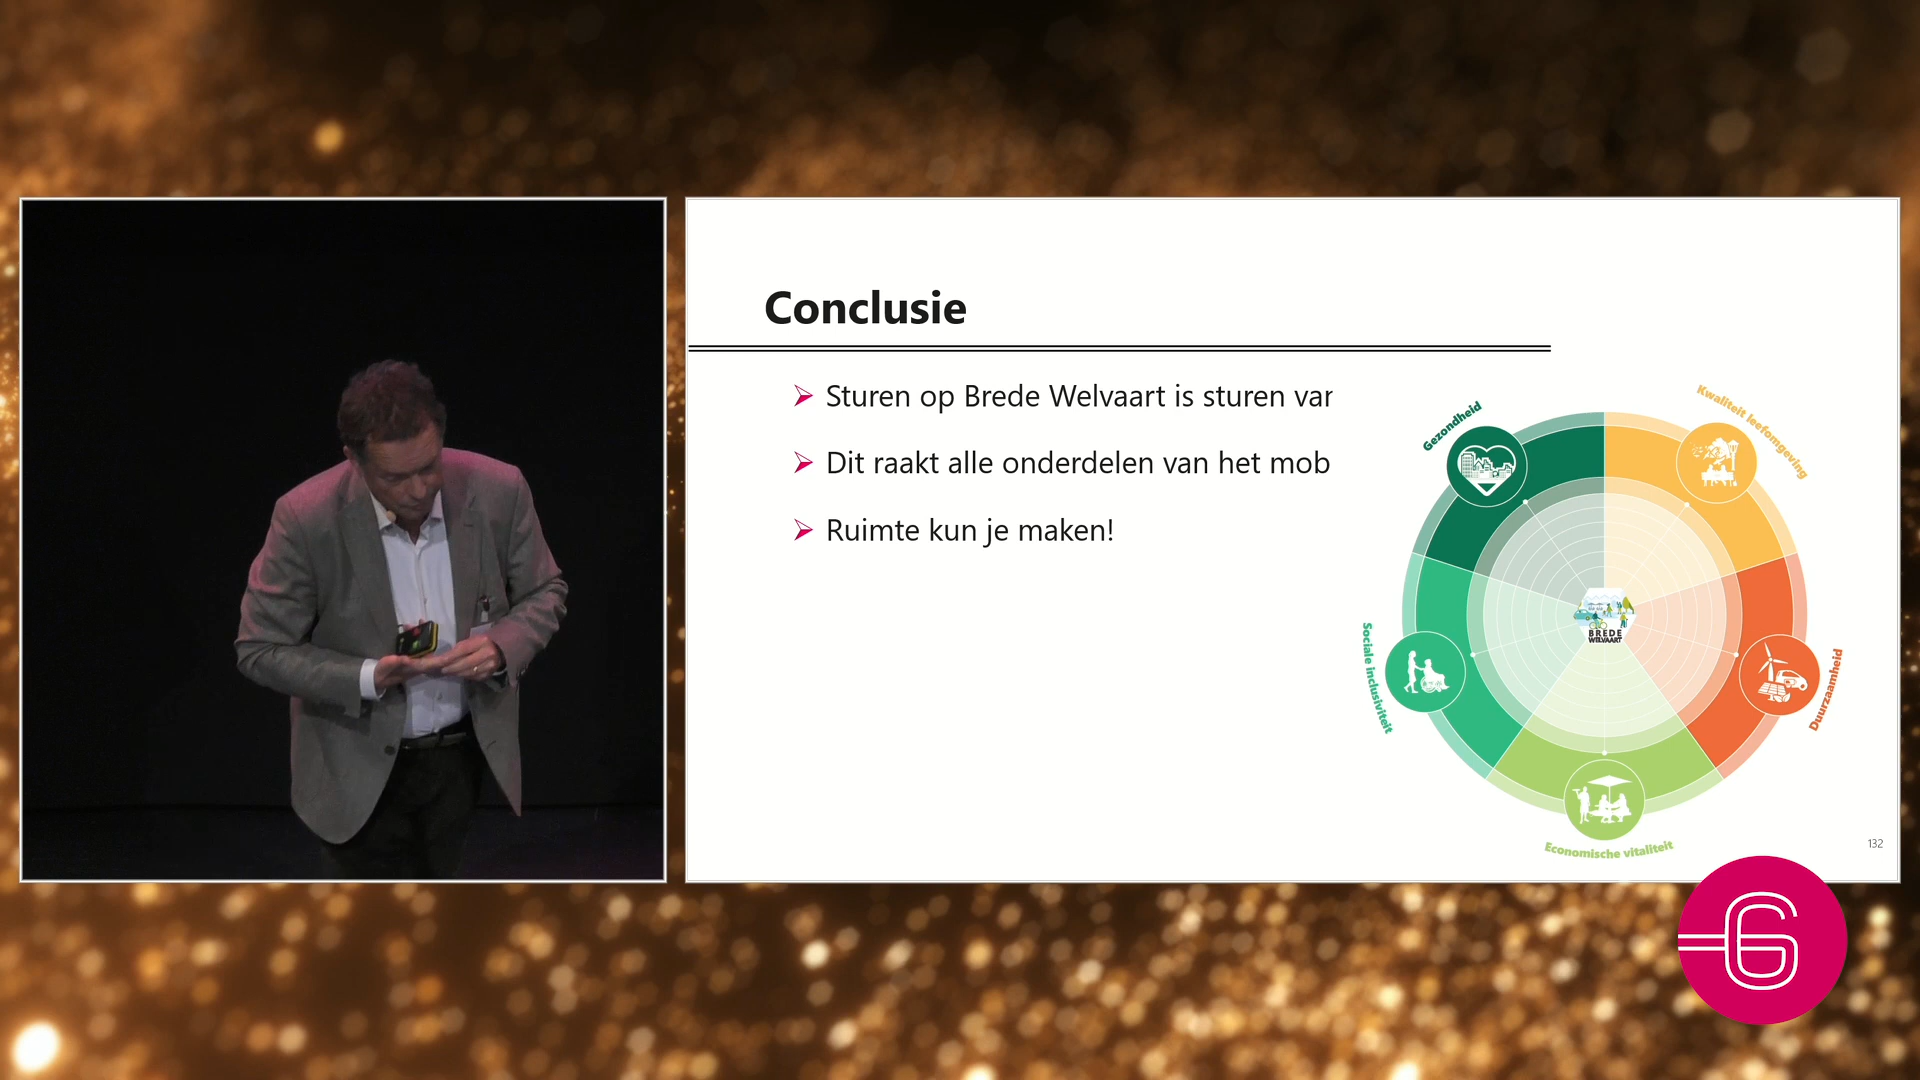 Conclusie
Sturen op Brede Welvaart is sturen var
Dit raakt alle onderdelen van het mob
Ruimte kun je maken!
Gezondheid
Kwaliteit leefomgeving
Sociale inclusiviteit
Duurzaamheid
Economische vitaliteit
BREDE
WELVAART
132
G